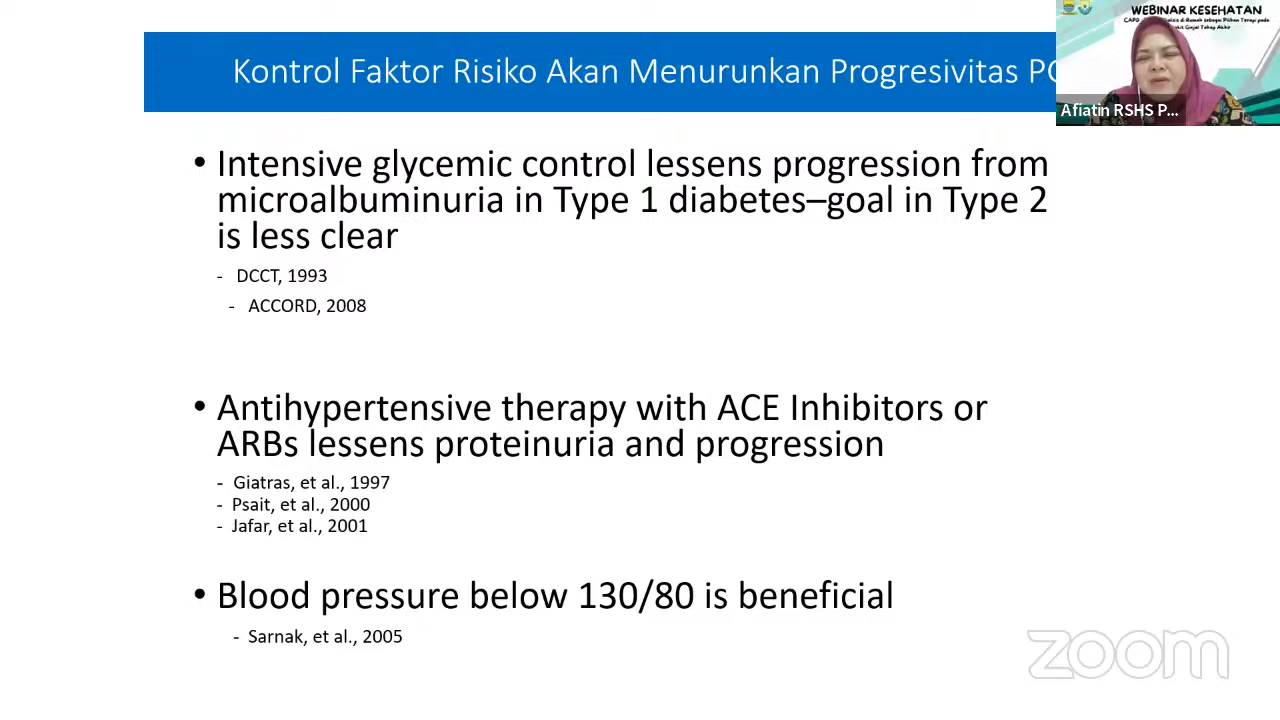 Kontrol Faktor Risiko Akan Menurunkan Progresivitas
WEBINAR KESEHATAN
Afiatin RSHS P...
• Intensive glycemic control lessens progression from
microalbuminuria in Type 1 diabetes–goal in Type 2
is less clear
- DCCT, 1993
- ACCORD, 2008
• Antihypertensive therapy with ACE Inhibitors or
ARBs lessens proteinuria and progression
- Giatras, et al., 1997
- Psait, et al., 2000
- Jafar, et al., 2001
• Blood pressure below 130/80 is beneficial
- Sarnak, et al., 2005
zoom